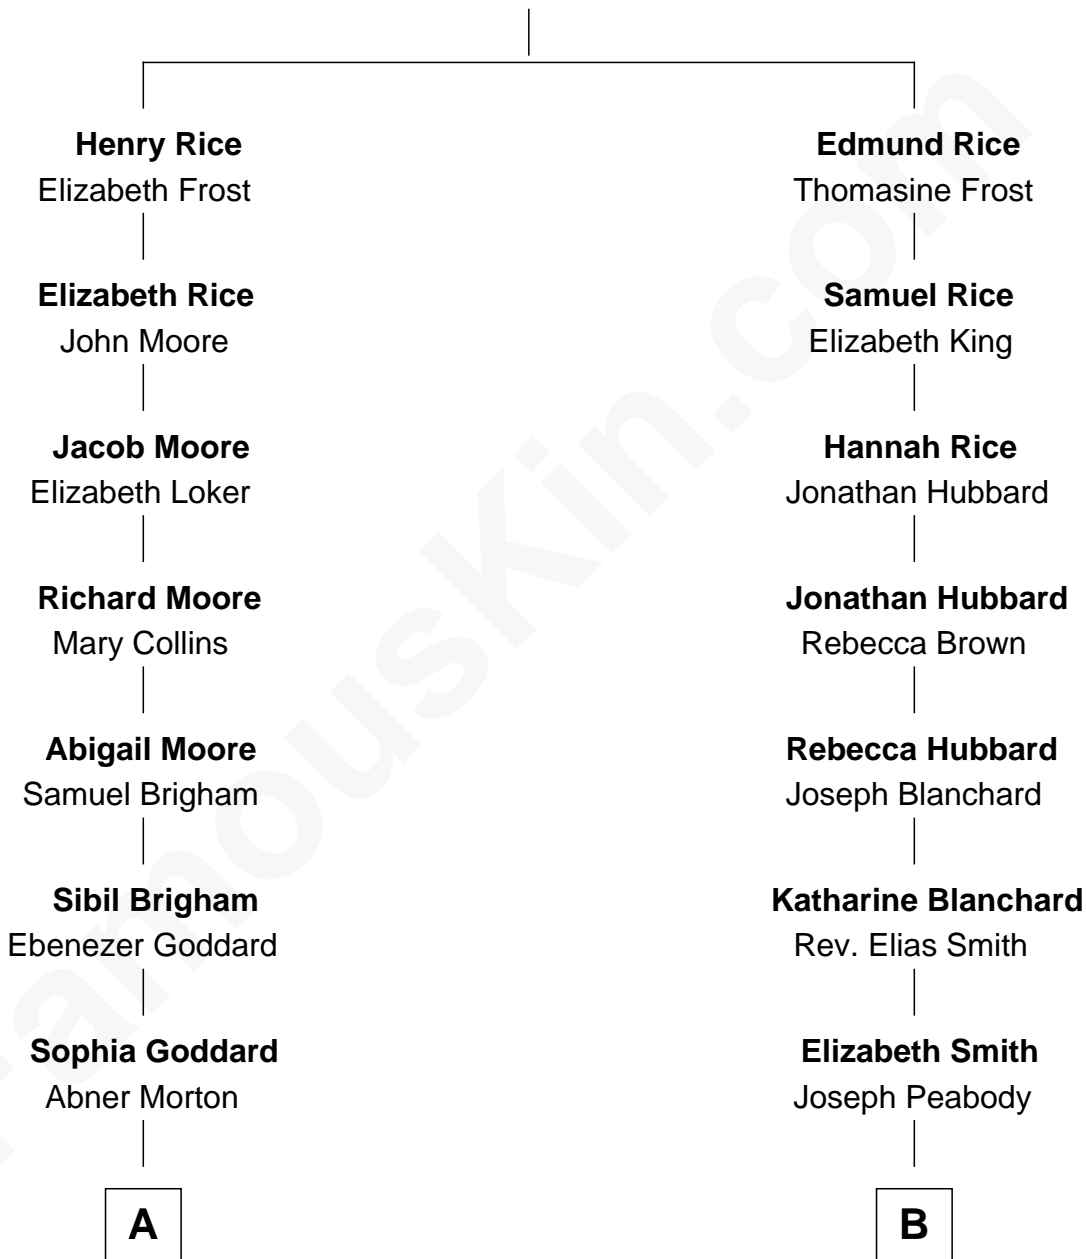 Henry Rice
Elizabeth Frost
Elizabeth Rice
John Moore
Jacob Moore
Elizabeth Loker
Richard Moore
Mary Collins
Abigail Moore
Samuel Brigham
Sibil Brigham
Ebenezer Goddard
Sophia Goddard
Abner Morton
A
Edmund Rice
Thomasine Frost
Samuel Rice
Elizabeth King
Hannah Rice
Jonathan Hubbard
Jonathan Hubbard
Rebecca Brown
Rebecca Hubbard
Joseph Blanchard
Katharine Blanchard
Rev. Elias Smith
Elizabeth Smith
Joseph Peabody
B
FamousKin.com